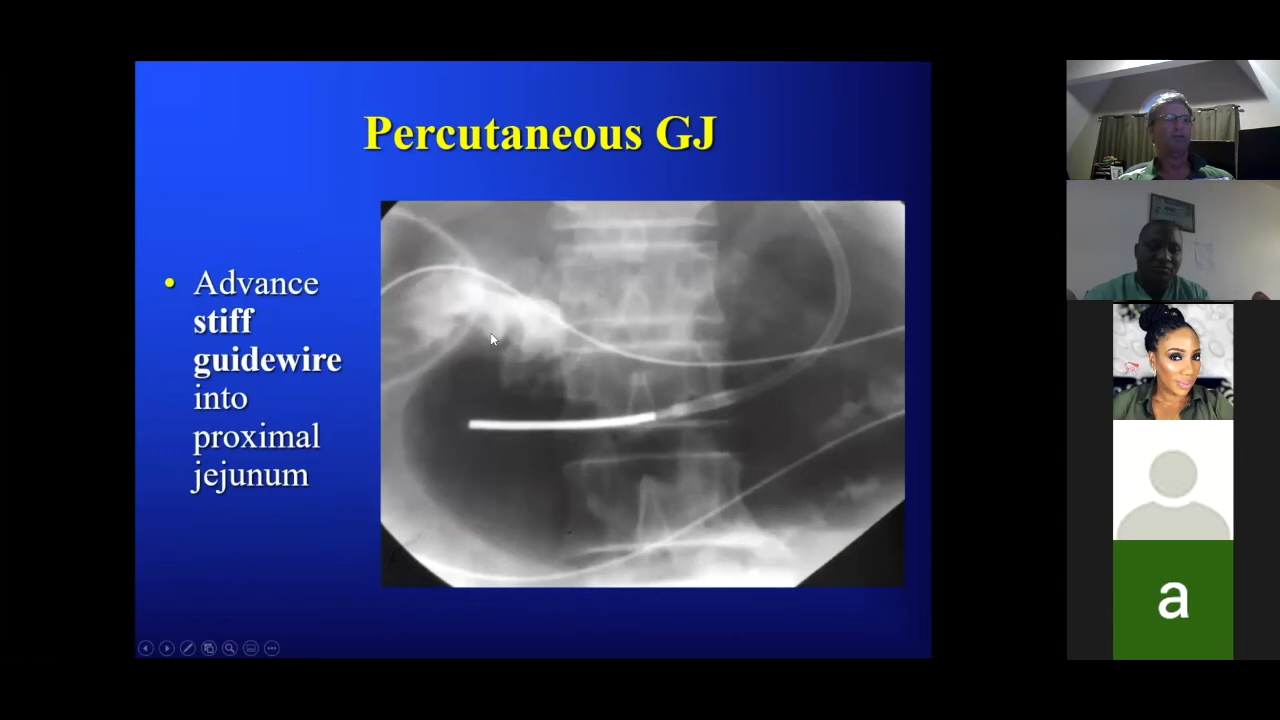 Percutaneous GJ
• Advance
stiff
guidewire
into
proximal
jejunum
a